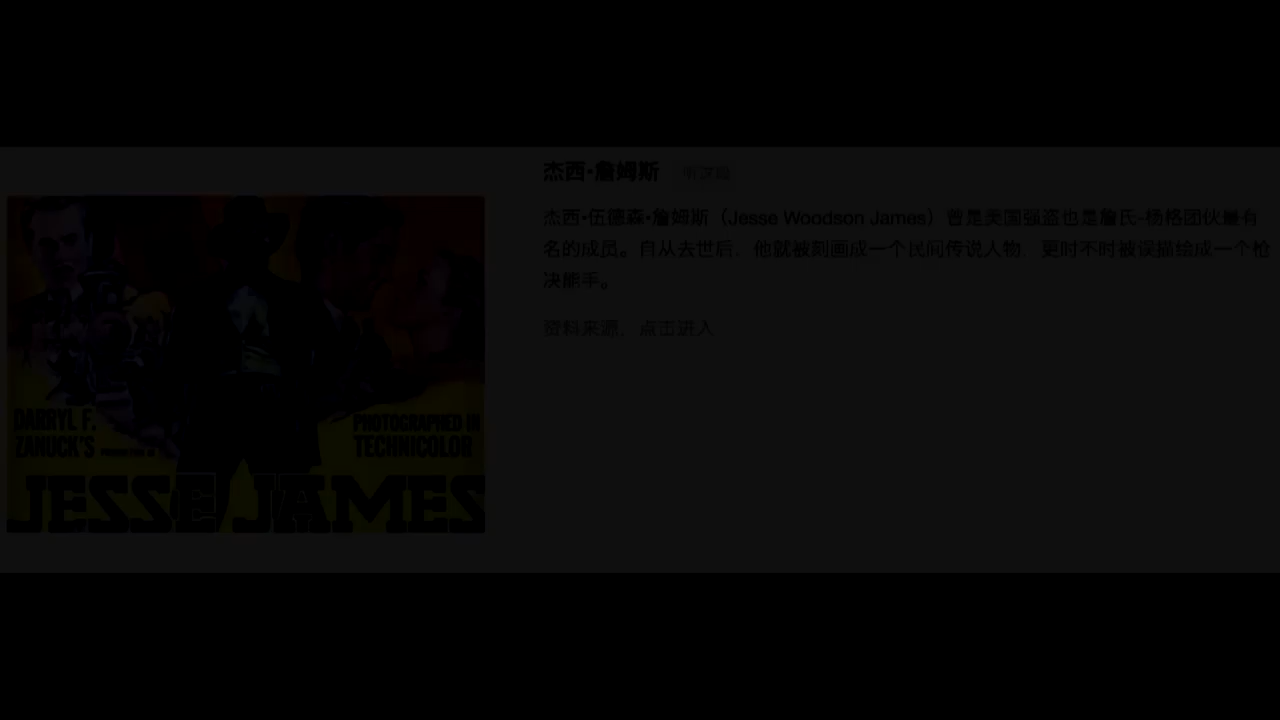 杰西·詹姆斯
杰西·伍德森·詹姆斯（Jesse Woodson James）曾是美国强盗也是詹氏-杨格团伙最有
名的成员。自从去世后，他就被刻画成一个民间传说人物，更时不时被误描绘成一个枪
决能手。
资料来源，点击进入
DARRYL F.
ZANUCK'S
PHOTOGRAPHED IN
TECHNICOLOR
JESSE JAMES